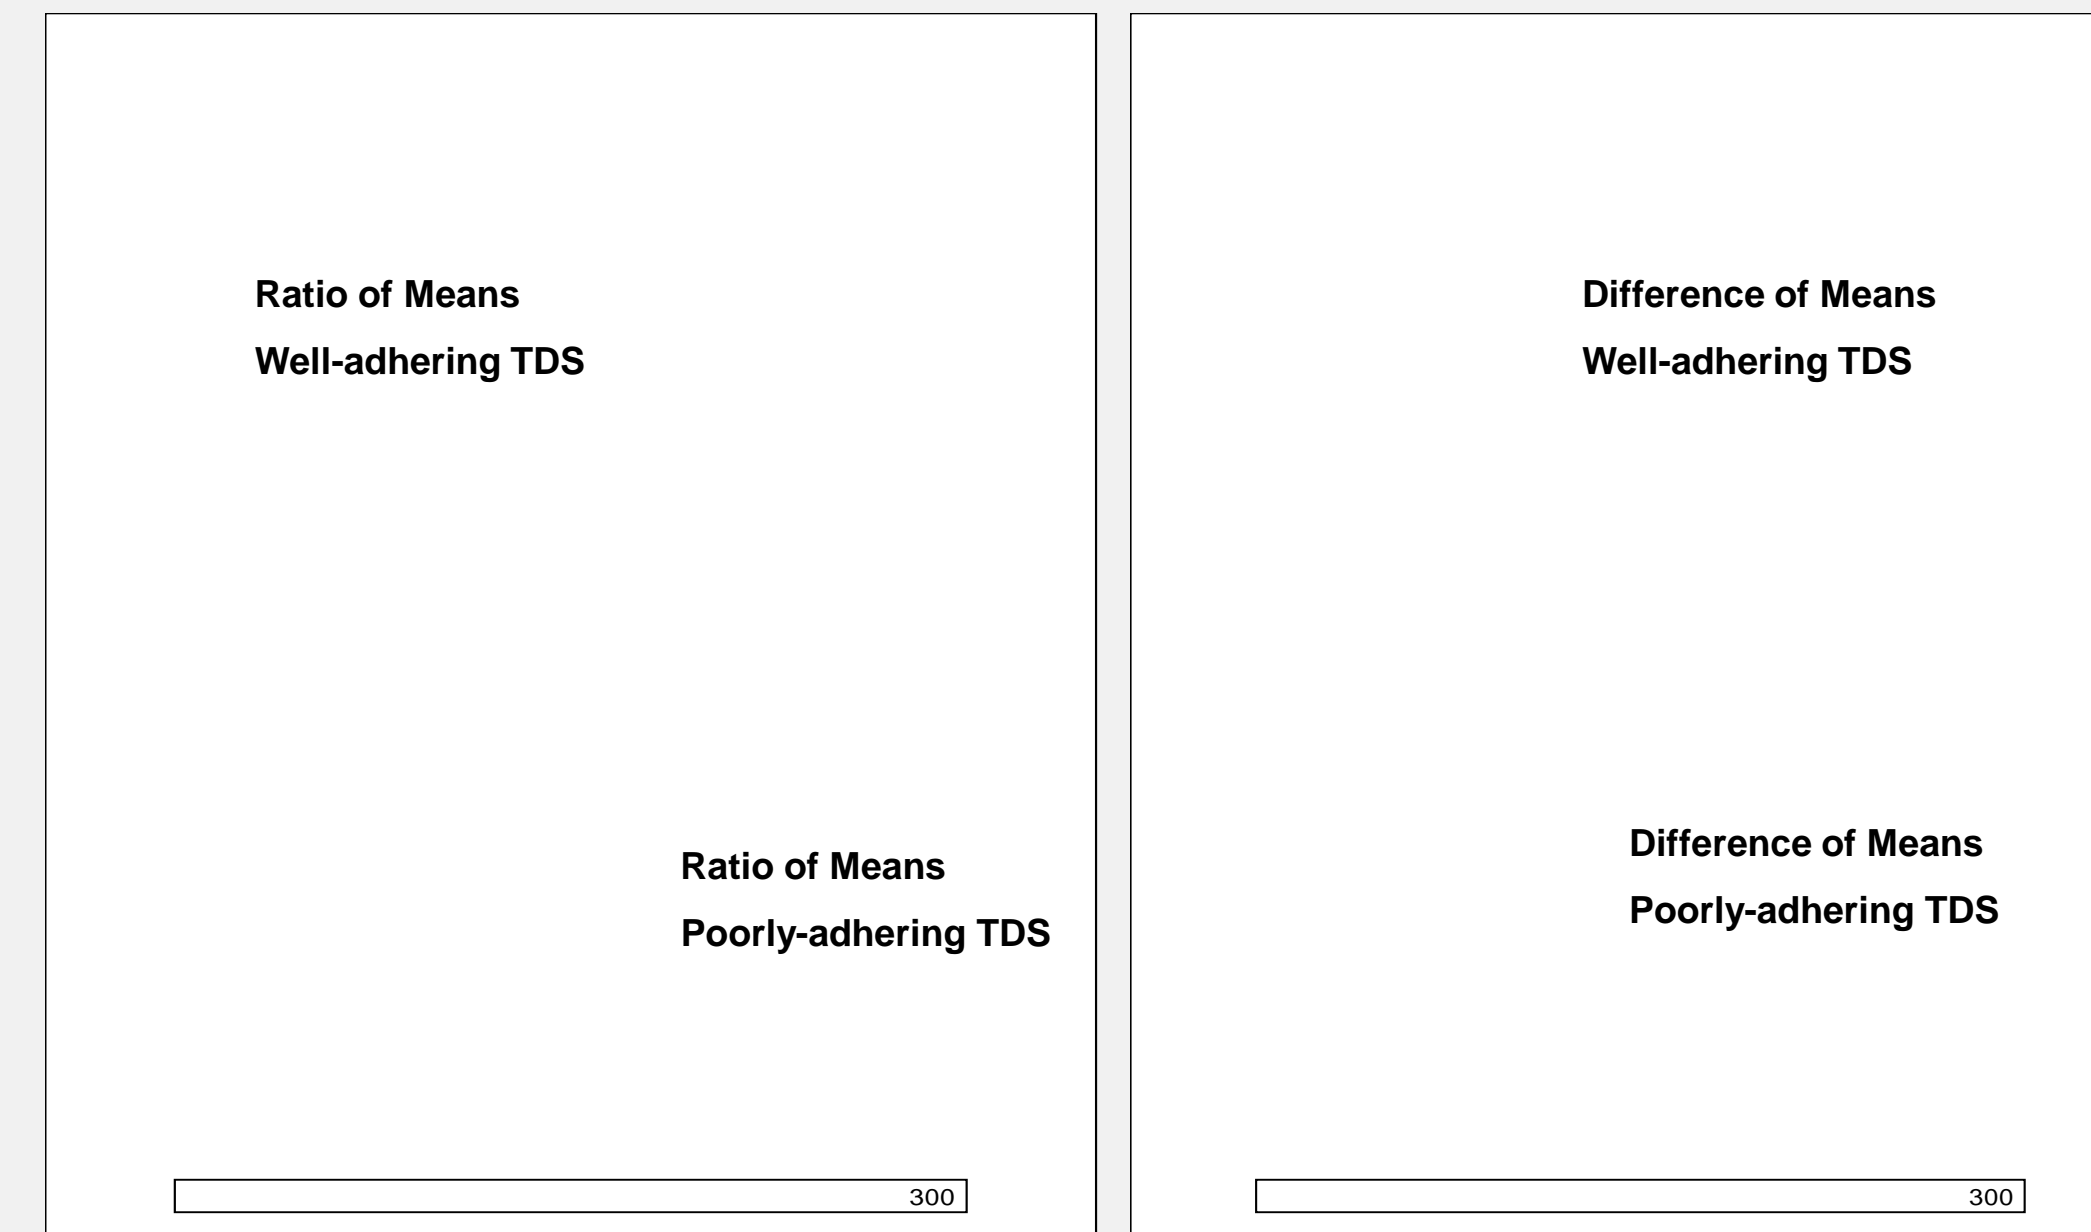 Ratio of Means
Well-adhering TDS
Ratio of Means
Poorly-adhering TDS
300
Difference of Means
Well-adhering TDS
Difference of Means
Poorly-adhering TDS
300